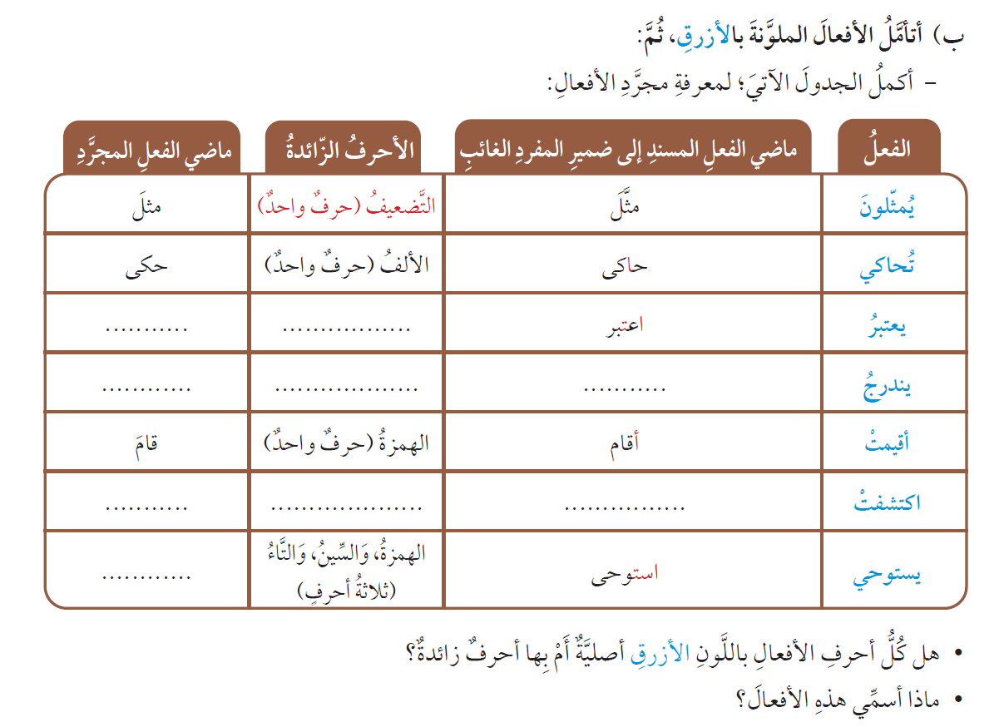 ب) أتأمَّلُ الأفعالَ الملوَّنةَ بالأزرقِ، ثُمَّ:
– أكملُ الجدولَ الآتيَ؛ لمعرفةِ مجرَّدِ الأفعالِ:
الفعلُ ماضي الفعلِ المسندِ إلى ضميرِ المفردِ الغائبِ الأحرفُ الزّائدةُ ماضي الفعلِ المجرَّدِ
يُمثّلونَ مثَّلَ التَّضعيفُ (حرفٌ واحدٌ) مثلَ
تُحاكي حاكى الألفُ (حرفٌ واحدٌ) حكى
يعتبرُ اعتبر ................. ...........
يندرجُ ........... ................... ............
أقيمتْ أقام الهمزةُ (حرفٌ واحدٌ) قامَ
اكتشفتْ ................ .................... ...........
يستوحي استوحى الهمزةُ، وَالسِّينُ، وَالتَّاءُ ............
(ثلاثةُ أحرفٍ)
• هل كُلُّ أحرفِ الأفعالِ باللَّونِ الأزرقِ أصليَّةٌ أَمْ بِها أحرفٌ زائدةٌ؟
• ماذا أسمِّي هذهِ الأفعالَ؟